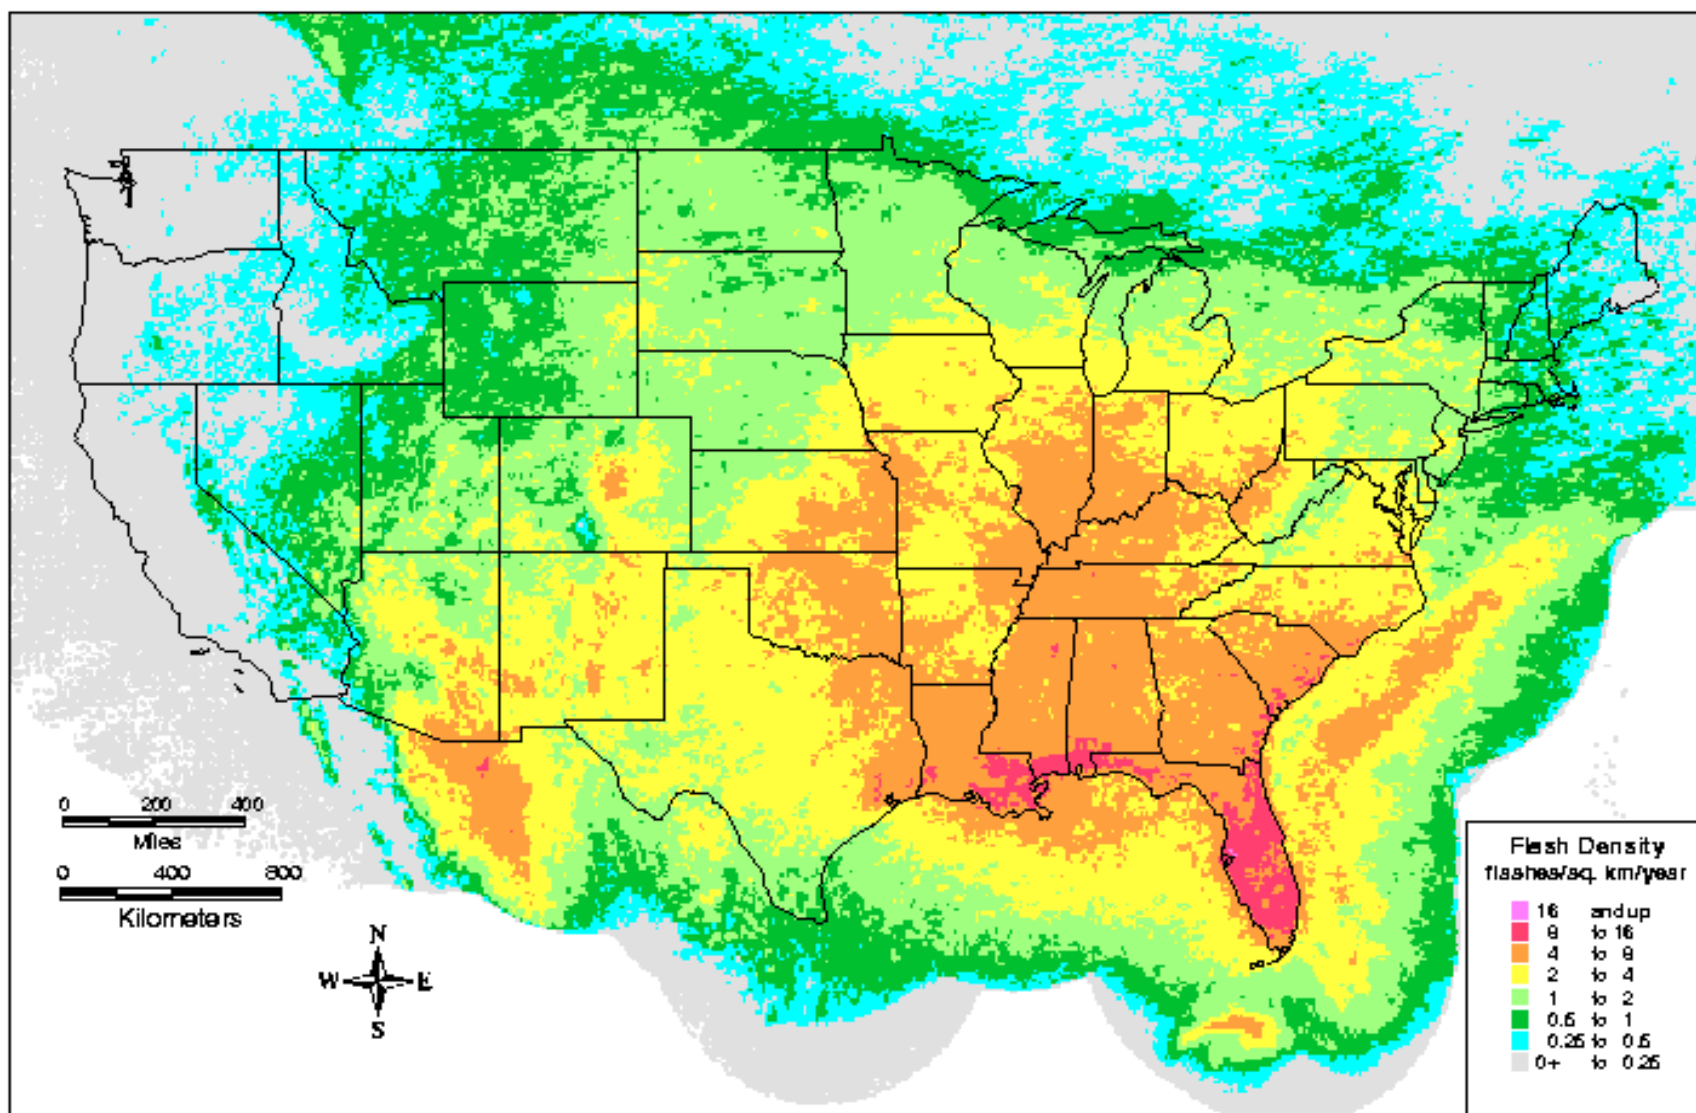 0 200 400
Miles
0 400 800
Kilometers
N
W E
S
Flash Density
flashes/sq. km/year
16 and up
8 to 16
4 to 8
2 to 4
1 to 2
0.5 to 1
0.25 to 0.5
0+ to 0.25